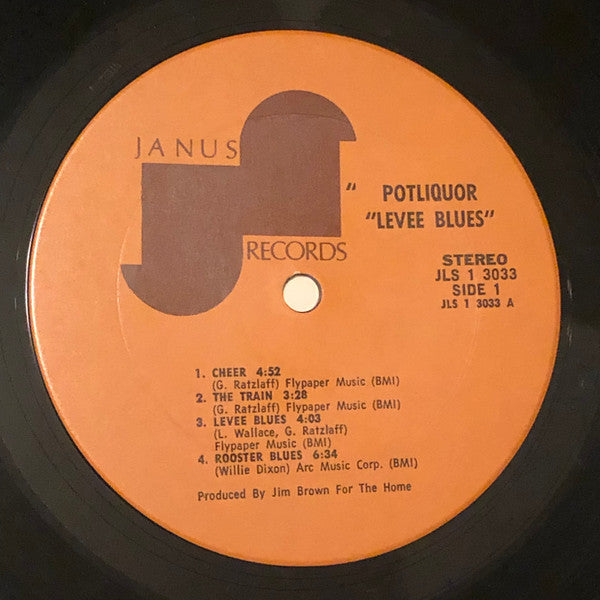 JANUS
RECORDS
" POTLIQUOR
"LEVEE BLUES"
STEREO
JLS 1 3033
SIDE 1
JLS 1 3033 A
1. CHEER 4:52
(G. Ratzlaff) Flypaper Music (BMI)
2. THE TRAIN 3:28
(G. Ratzlaff) Flypaper Music (BMI)
3. LEVEE BLUES 4:03
(L. Wallace, G. Ratzlaff)
Flypaper Music (BMI)
4. ROOSTER BLUES 6:34
(Willie Dixon) Arc Music Corp. (BMI)
Produced By Jim Brown For The Home